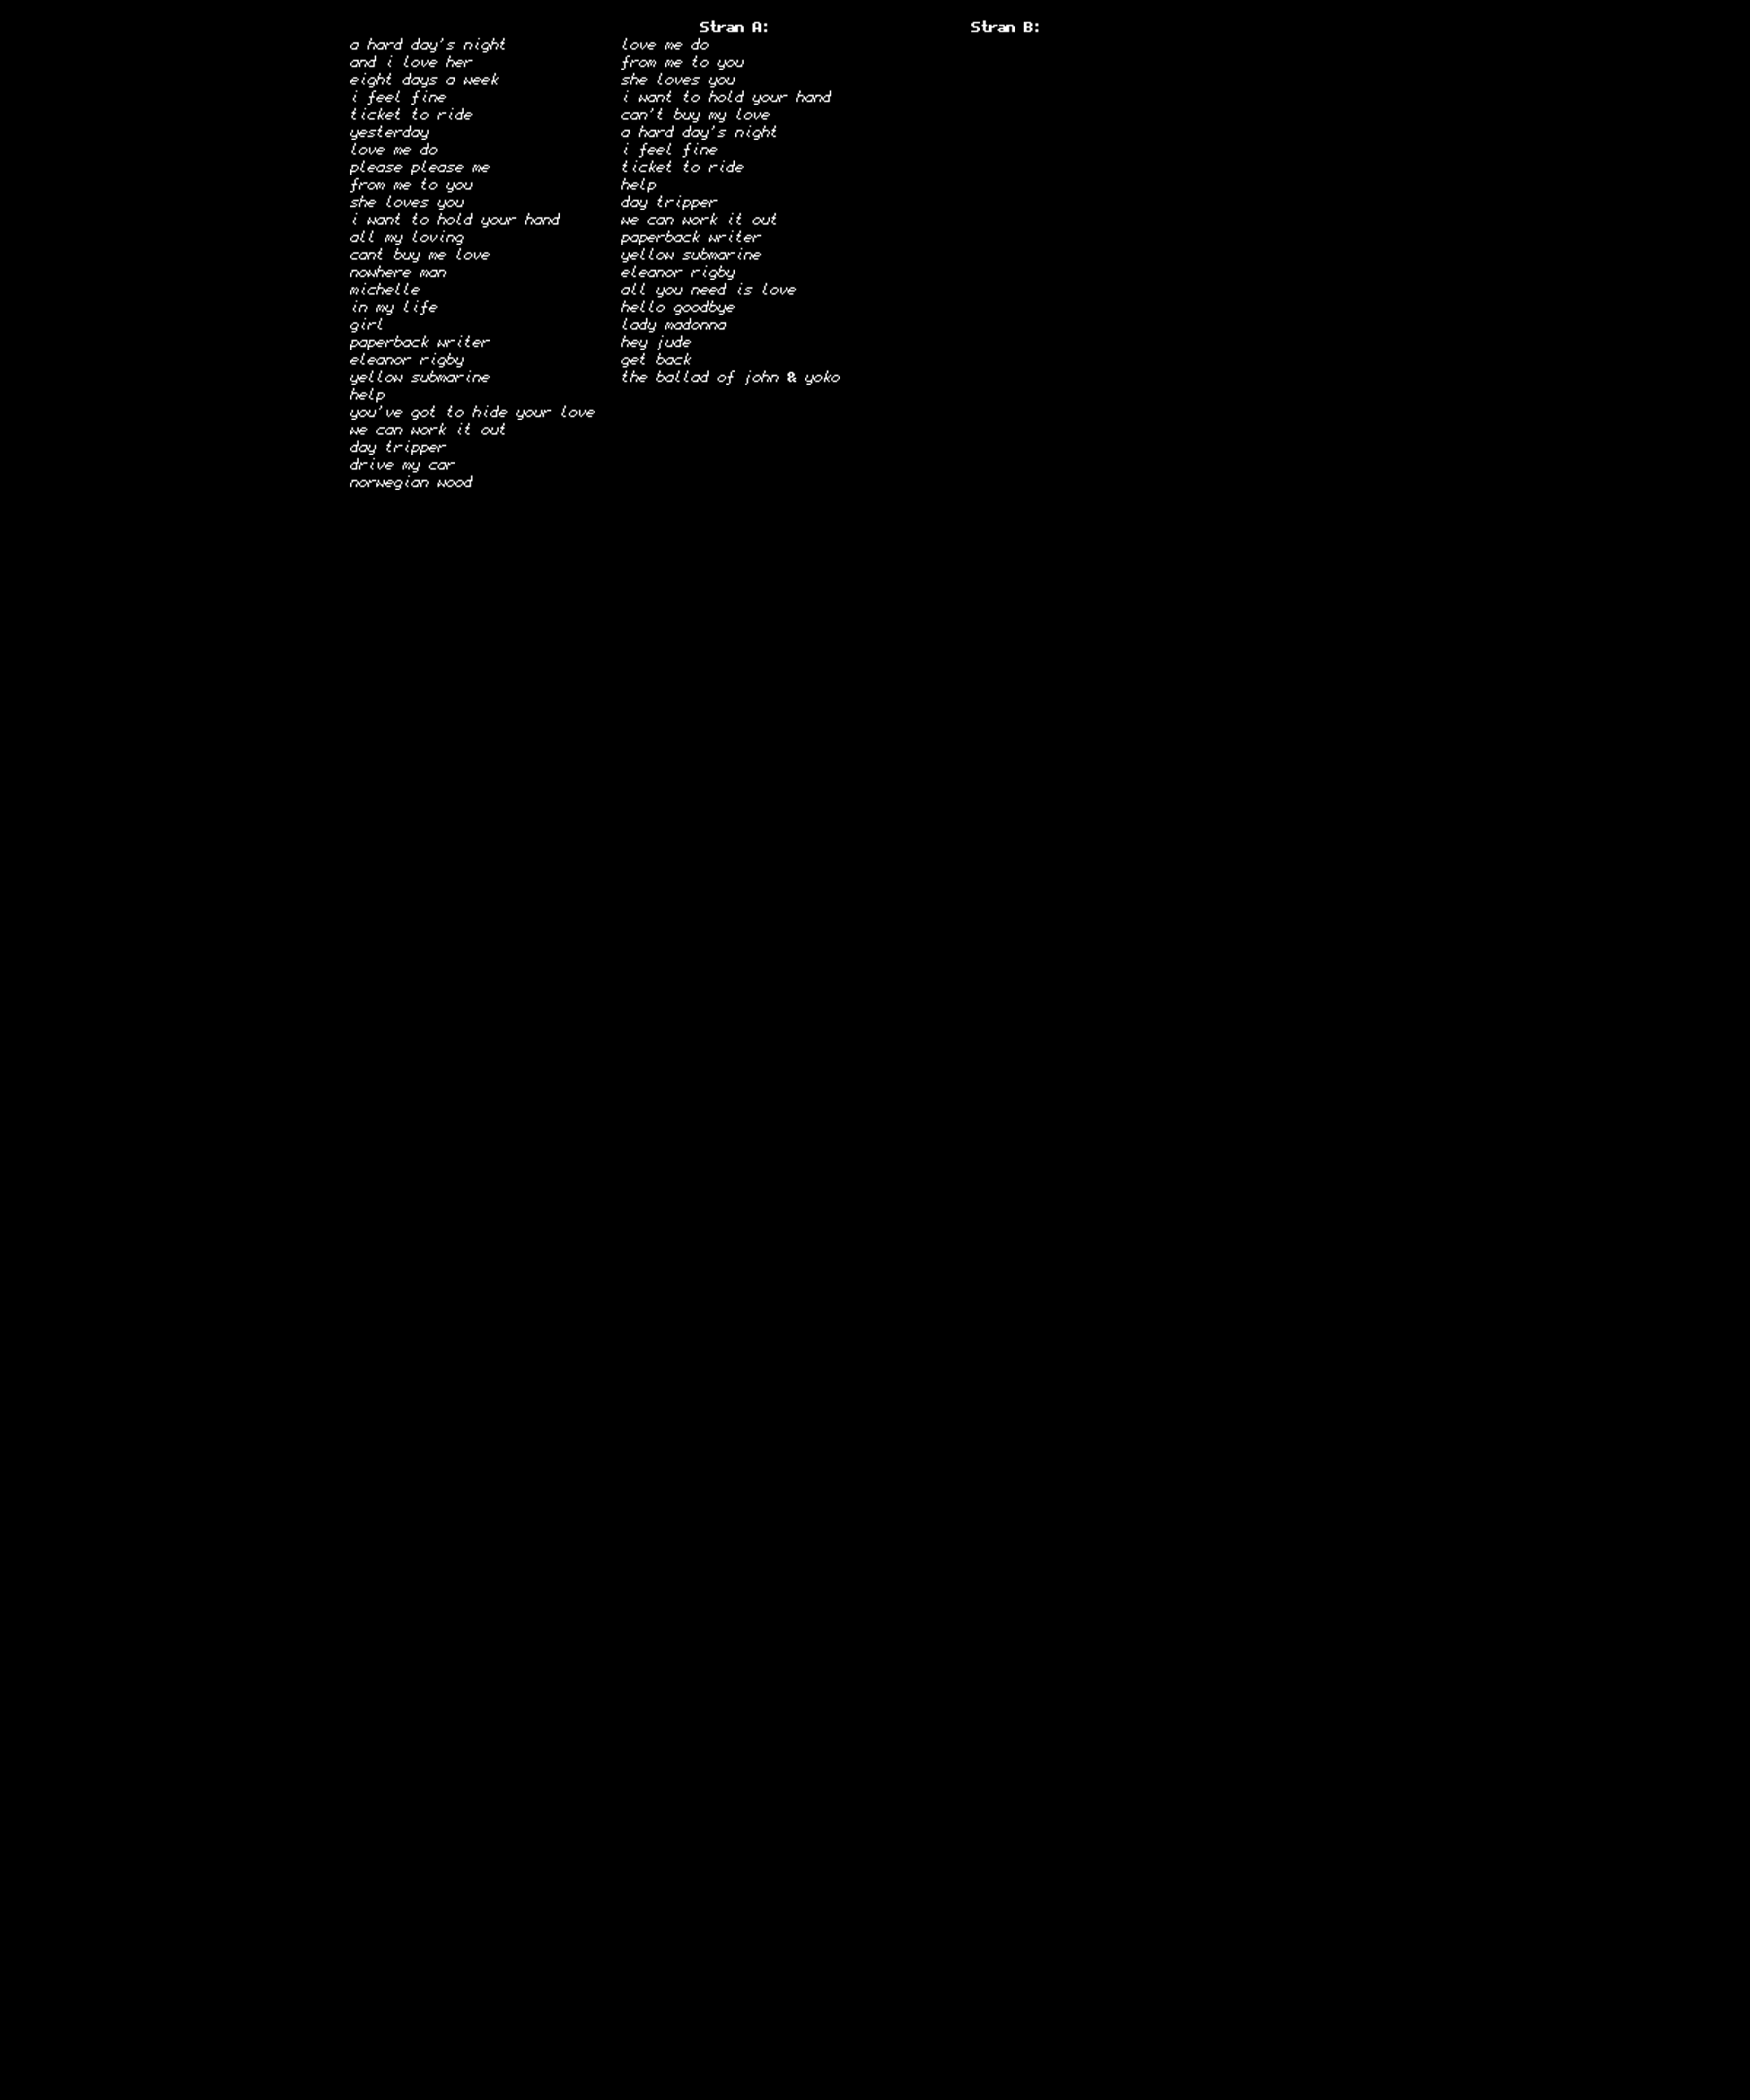 Stran A:
a hard day's night
and i love her
eight days a week
i feel fine
ticket to ride
yesterday
love me do
please please me
from me to you
she loves you
i want to hold your hand
all my loving
cant buy me love
nowhere man
michelle
in my life
girl
paperback writer
eleanor rigby
yellow submarine
help
you've got to hide your love
we can work it out
day tripper
drive my car
norwegian wood
Stran B:
love me do
from me to you
she loves you
i want to hold your hand
can't buy my love
a hard day's night
i feel fine
ticket to ride
help
day tripper
we can work it out
paperback writer
yellow submarine
eleanor rigby
all you need is love
hello goodbye
lady madonna
hey jude
get back
the ballad of john & yoko